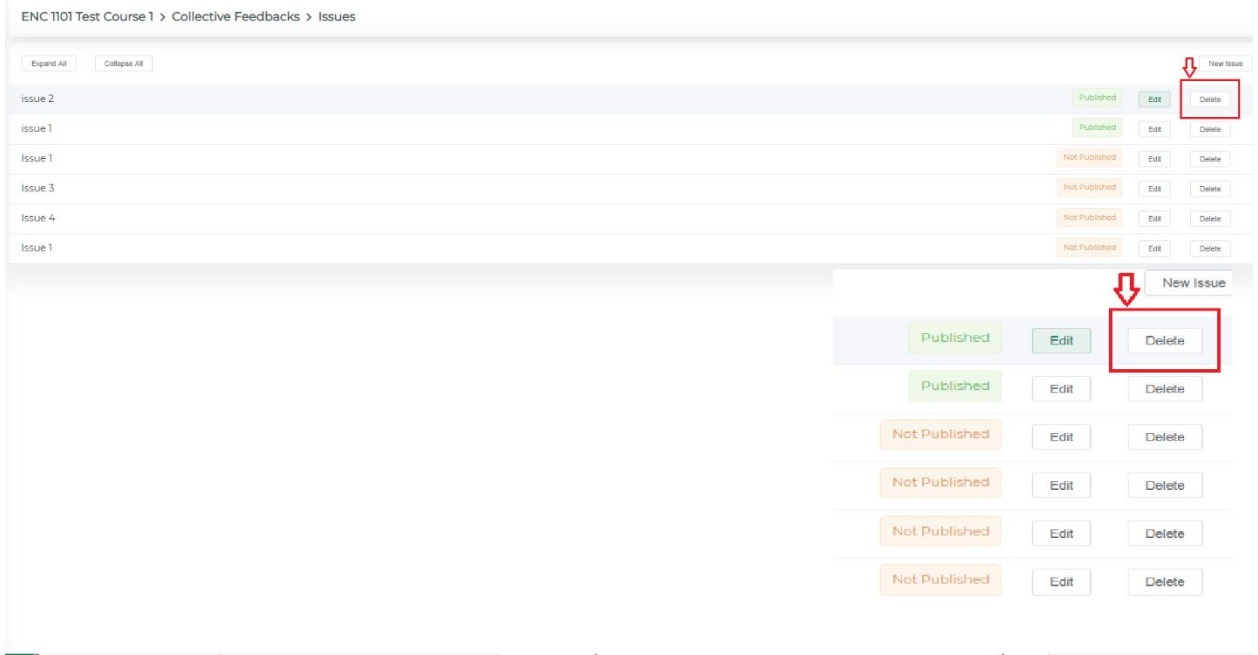 ENC 1101 Test Course 1 > Collective Feedbacks > Issues
Expand All Collapse All New Issue
issue 2 Published Edit Delete
issue 1 Published Edit Delete
Issue 1 Not Published Edit Delete
Issue 3 Not Published Edit Delete
Issue 4 Not Published Edit Delete
Issue 1 Not Published Edit Delete
New Issue
Published Edit Delete
Published Edit Delete
Not Published Edit Delete
Not Published Edit Delete
Not Published Edit Delete
Not Published Edit Delete